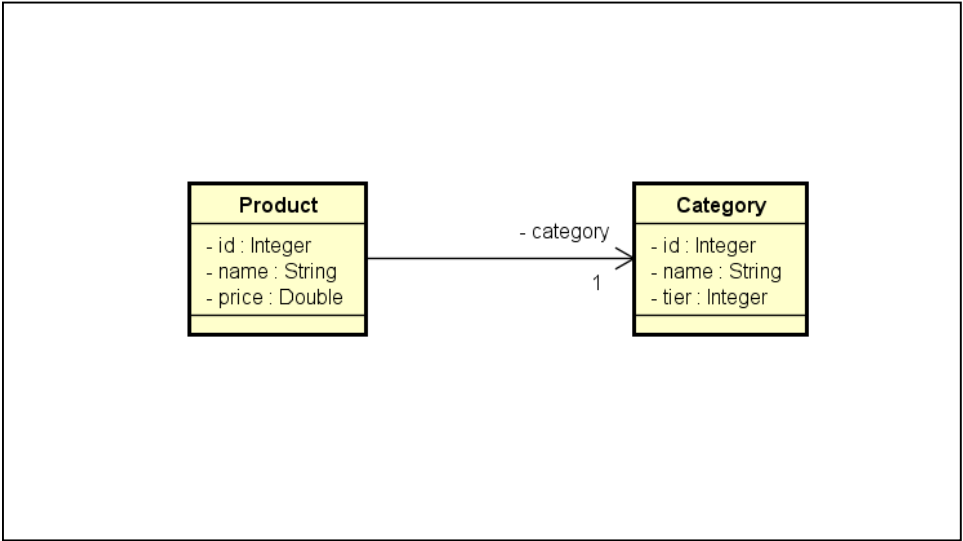 Product
- id : Integer
- name : String
- price : Double
- category
1
Category
- id : Integer
- name : String
- tier : Integer